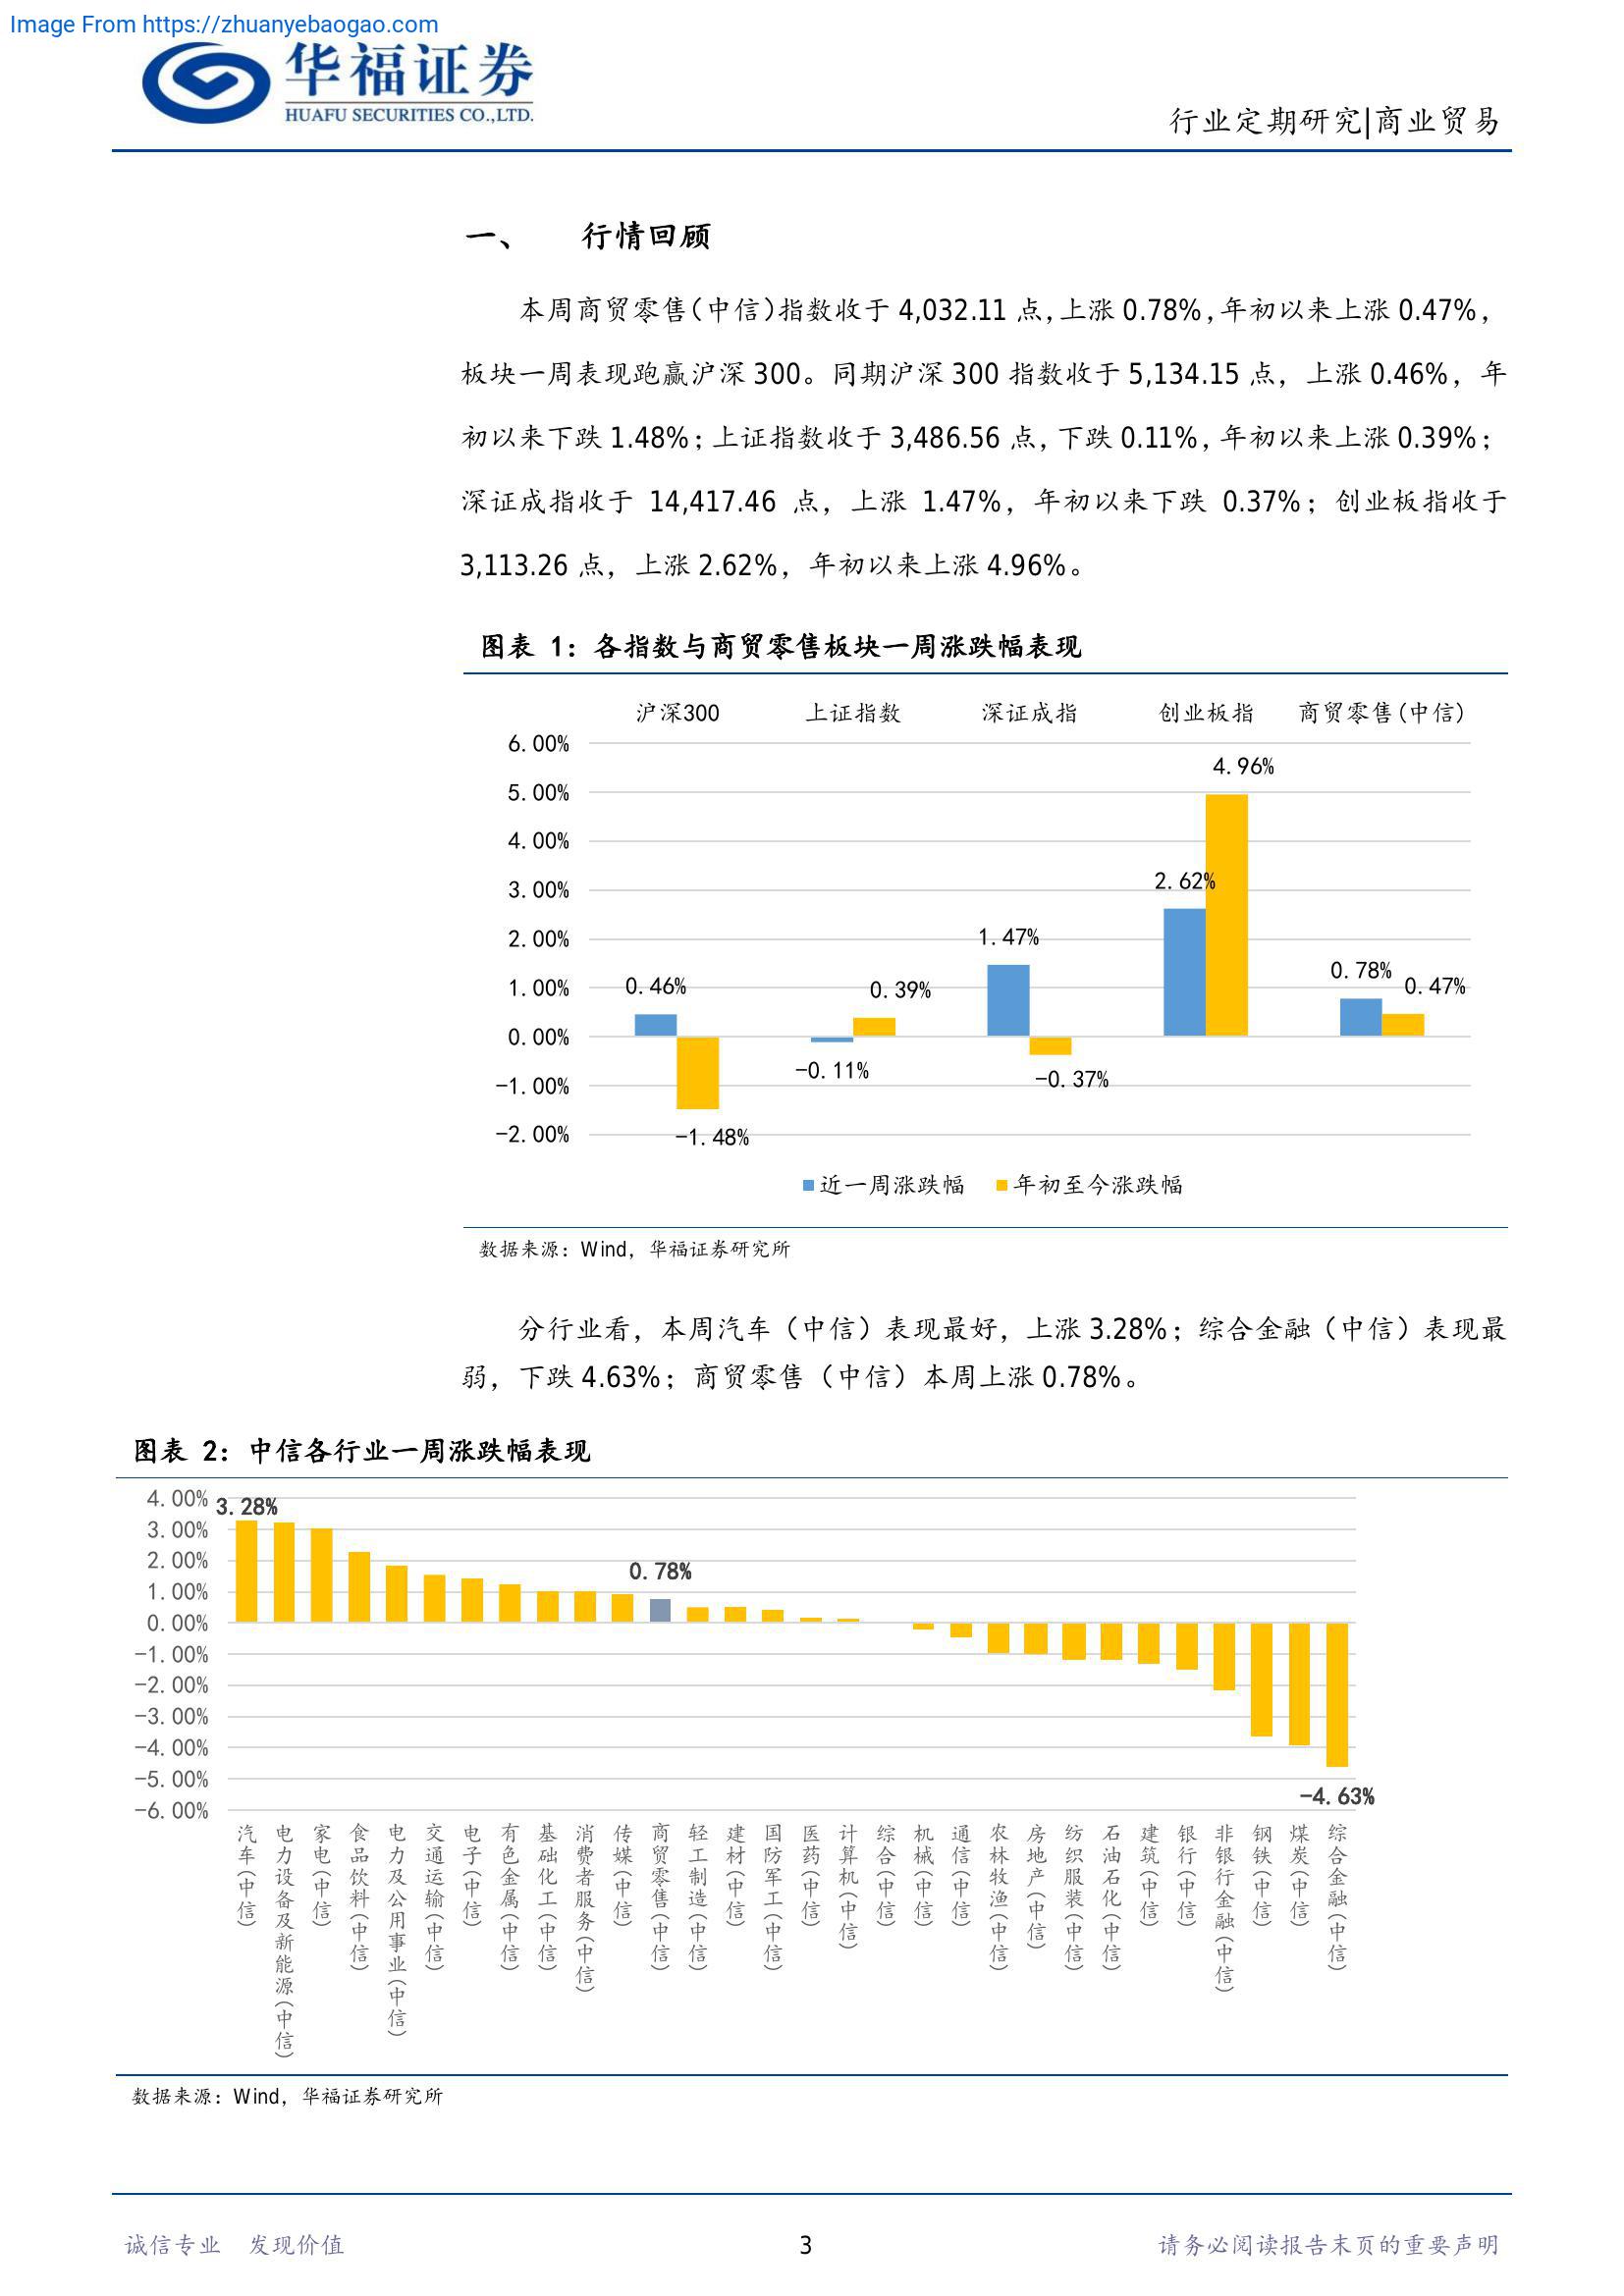 Image From https://zhuanyebaogao.com
华福证券
HUAFU SECURITIES CO.,LTD.
行业定期研究|商业贸易
一、 行情回顾
本周商贸零售(中信)指数收于 4,032.11 点,上涨 0.78%,年初以来上涨 0.47%,
板块一周表现跑赢沪深 300。同期沪深 300 指数收于 5,134.15 点，上涨 0.46%，年
初以来下跌 1.48%；上证指数收于 3,486.56 点，下跌 0.11%，年初以来上涨 0.39%；
深证成指收于 14,417.46 点，上涨 1.47%，年初以来下跌 0.37%；创业板指收于
3,113.26 点，上涨 2.62%，年初以来上涨 4.96%。
图表 1：各指数与商贸零售板块一周涨跌幅表现
沪深300 上证指数 深证成指 创业板指 商贸零售(中信)
6.00%
5.00%
4.00%
3.00%
2.00%
1.00%
0.00%
-1.00%
-2.00%
0.46%
-1.48%
-0.11%
0.39%
1.47%
-0.37%
2.62%
4.96%
0.78%
0.47%
近一周涨跌幅 年初至今涨跌幅
数据来源：Wind，华福证券研究所
分行业看，本周汽车（中信）表现最好，上涨 3.28%；综合金融（中信）表现最
弱，下跌 4.63%；商贸零售（中信）本周上涨 0.78%。
图表 2：中信各行业一周涨跌幅表现
4.00%
3.00%
2.00%
1.00%
0.00%
-1.00%
-2.00%
-3.00%
-4.00%
-5.00%
-6.00%
3.28%
0.78%
-4.63%
汽车(中信)
电力设备及新能源(中信)
家电(中信)
食品饮料(中信)
电力及公用事业(中信)
交通运输(中信)
电子(中信)
有色金属(中信)
基础化工(中信)
消费者服务(中信)
传媒(中信)
商贸零售(中信)
轻工制造(中信)
建材(中信)
国防军工(中信)
医药(中信)
计算机(中信)
综合(中信)
机械(中信)
通信(中信)
农林牧渔(中信)
房地产(中信)
纺织服装(中信)
石油石化(中信)
建筑(中信)
银行(中信)
非银行金融(中信)
钢铁(中信)
煤炭(中信)
综合金融(中信)
数据来源：Wind，华福证券研究所
诚信专业 发现价值
3
请务必阅读报告末页的重要声明